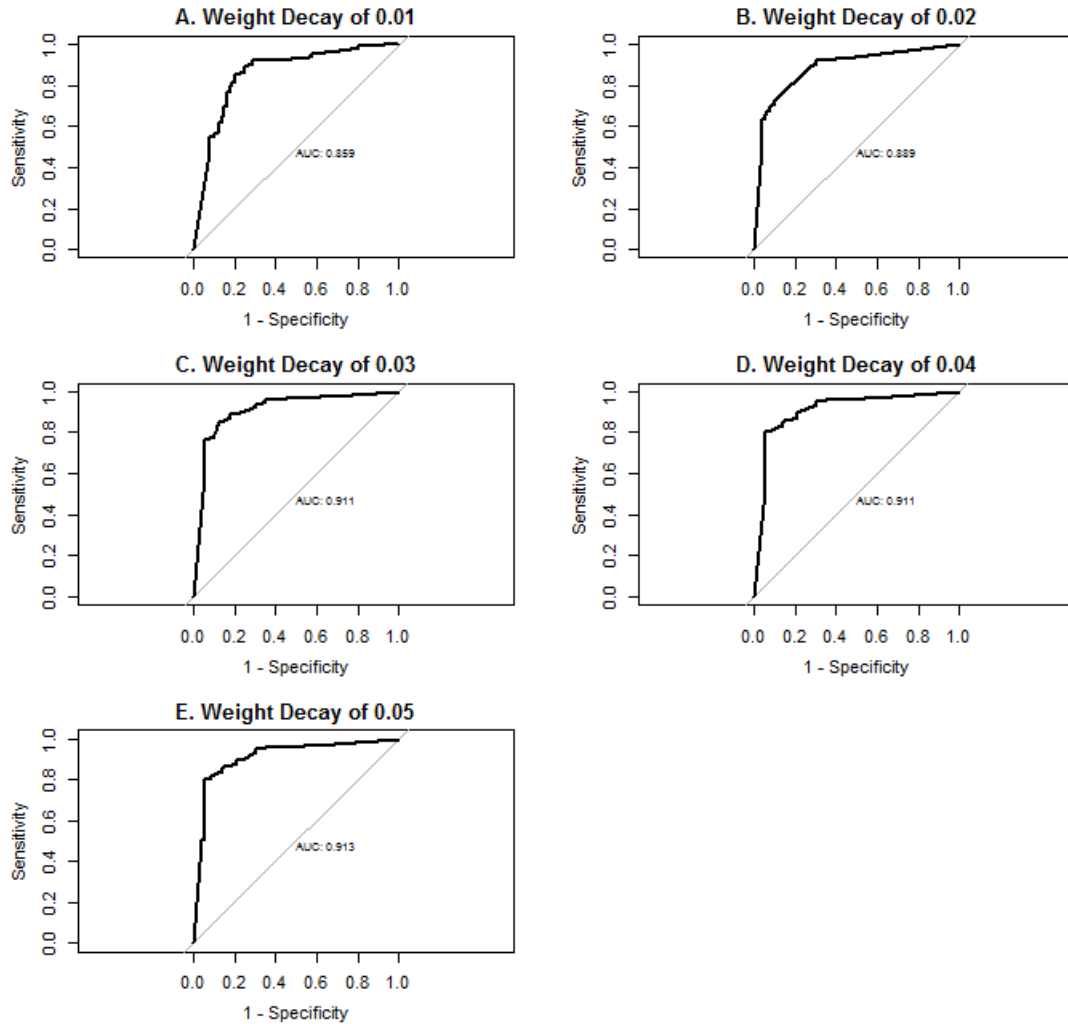 A. Weight Decay of 0.01
Sensitivity
1.0
0.8
0.6
0.4
0.2
0.0
AUC: 0.859
0.0 0.2 0.4 0.6 0.8 1.0
1 - Specificity
B. Weight Decay of 0.02
Sensitivity
1.0
0.8
0.6
0.4
0.2
0.0
AUC: 0.889
0.0 0.2 0.4 0.6 0.8 1.0
1 - Specificity
C. Weight Decay of 0.03
Sensitivity
1.0
0.8
0.6
0.4
0.2
0.0
AUC: 0.911
0.0 0.2 0.4 0.6 0.8 1.0
1 - Specificity
D. Weight Decay of 0.04
Sensitivity
1.0
0.8
0.6
0.4
0.2
0.0
AUC: 0.911
0.0 0.2 0.4 0.6 0.8 1.0
1 - Specificity
E. Weight Decay of 0.05
Sensitivity
1.0
0.8
0.6
0.4
0.2
0.0
AUC: 0.913
0.0 0.2 0.4 0.6 0.8 1.0
1 - Specificity